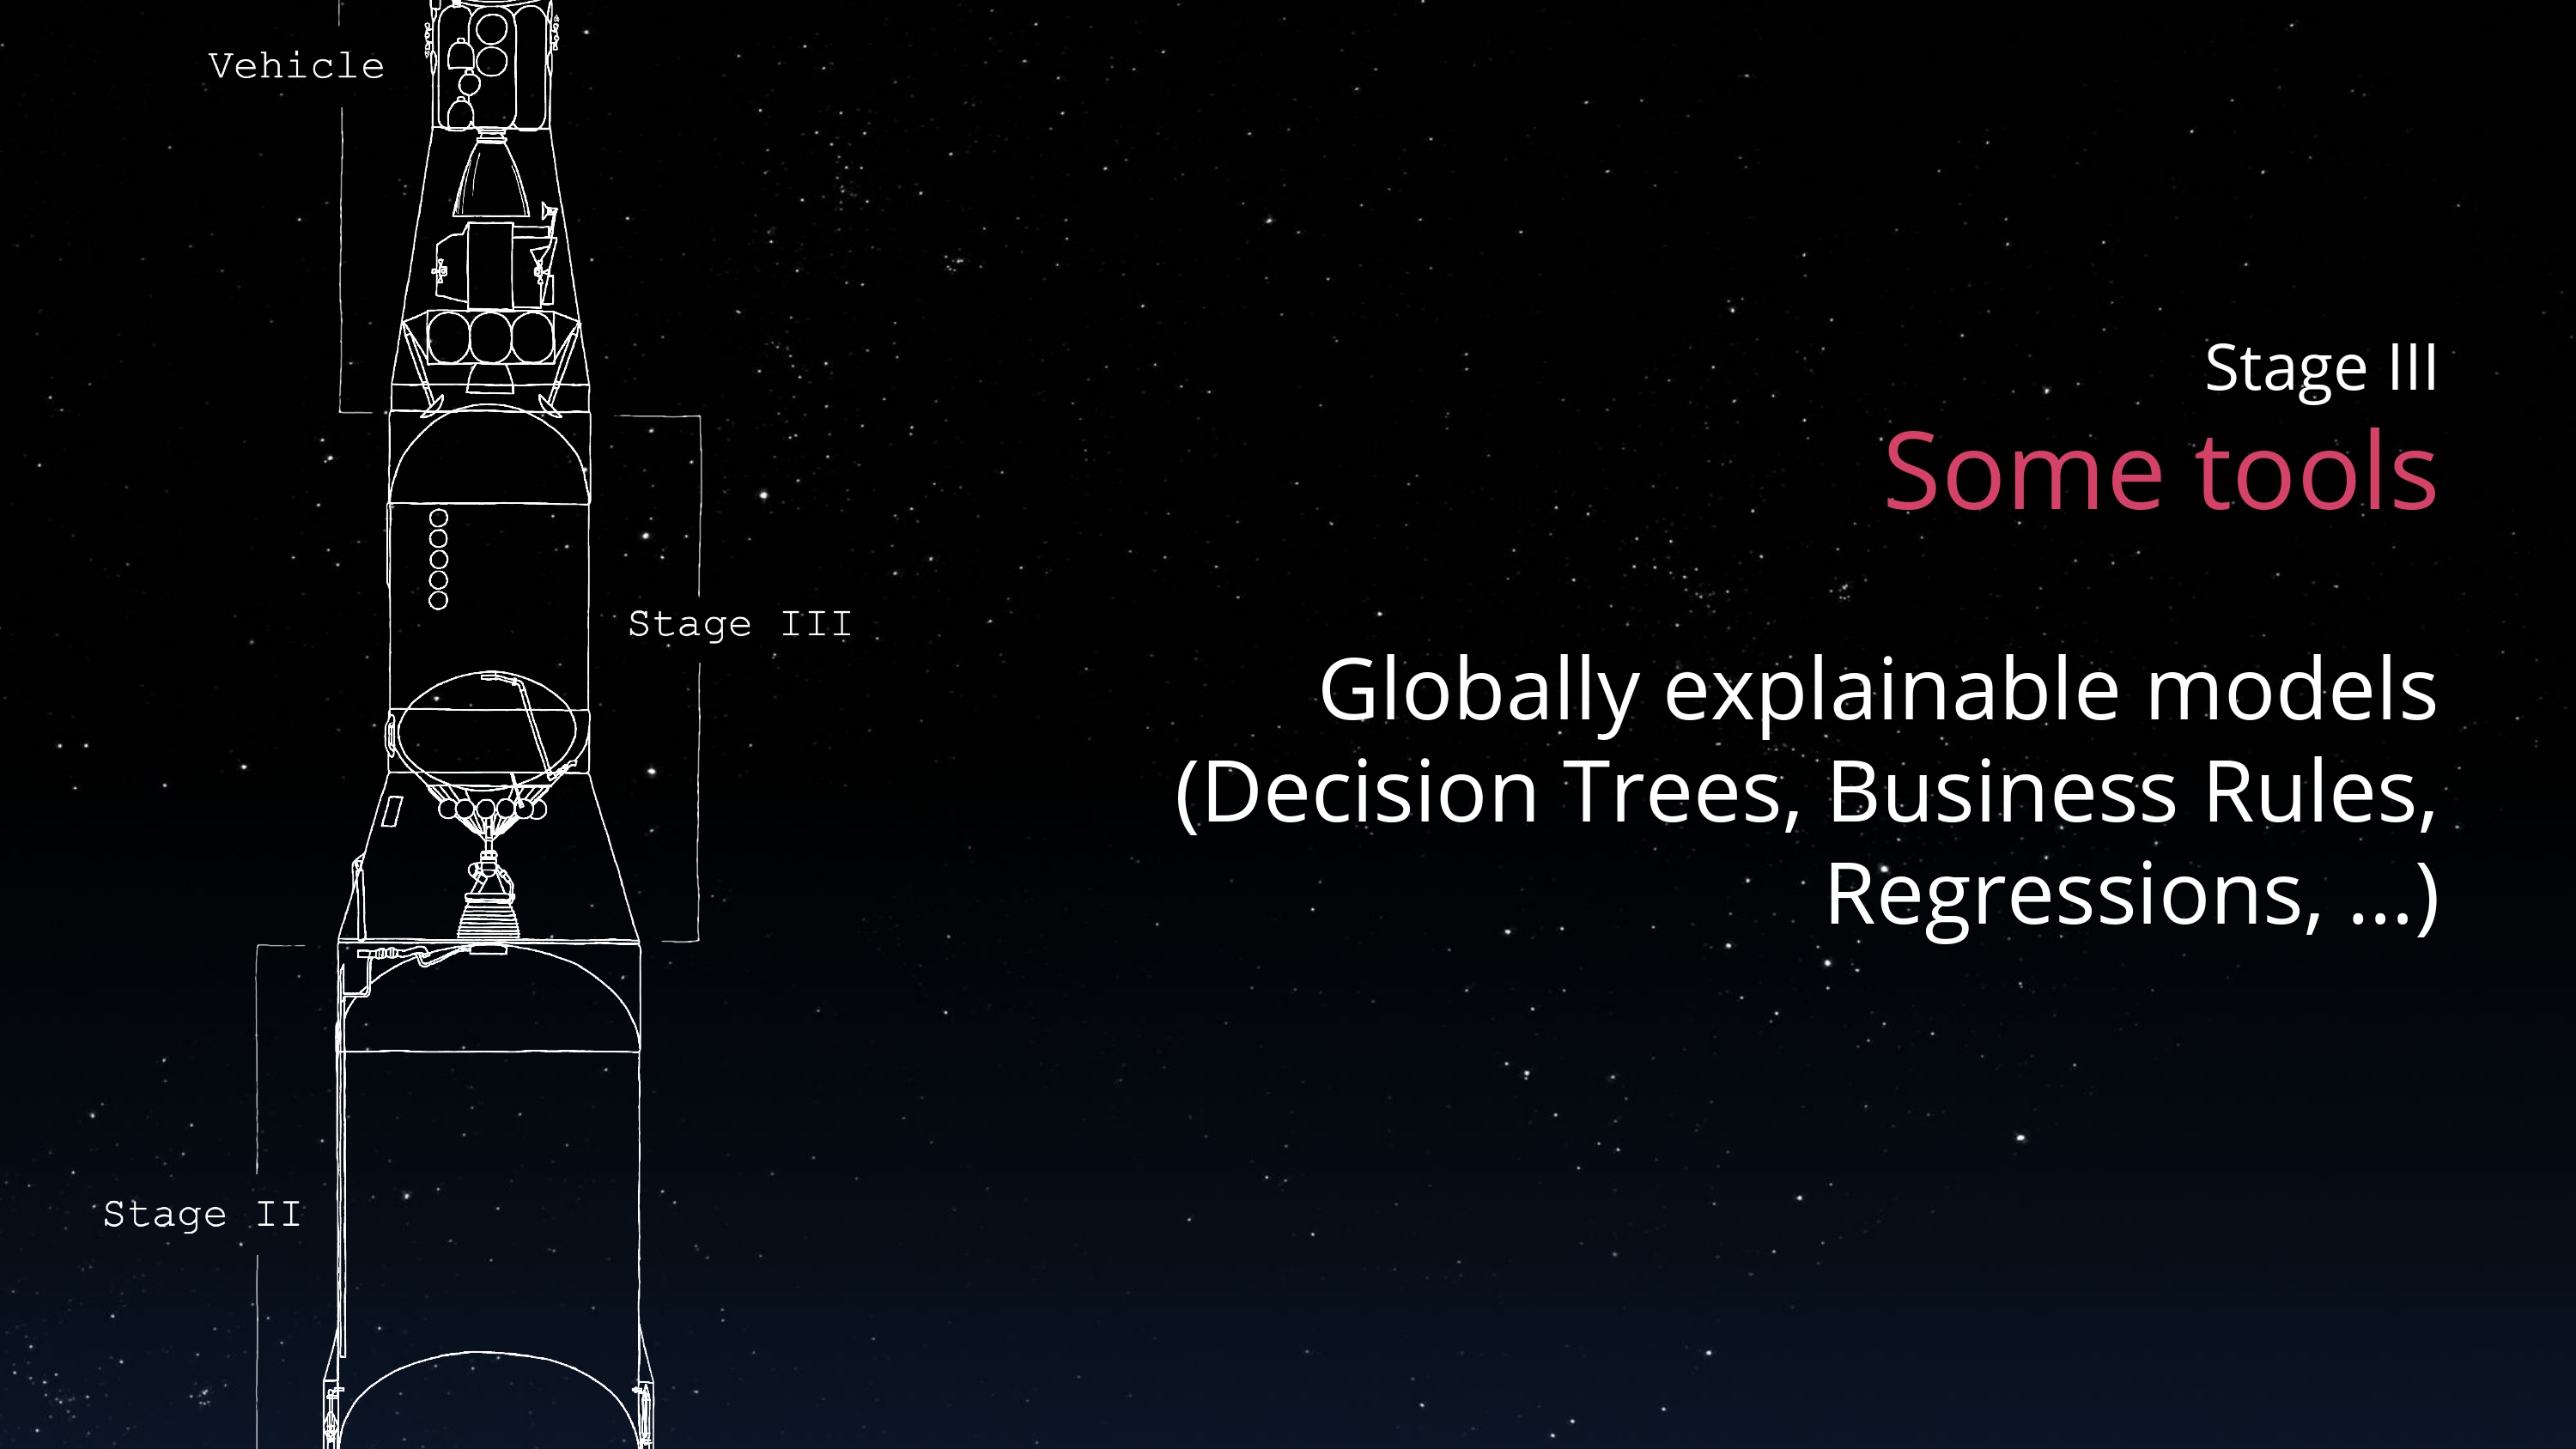 Vehicle
Stage III
Some tools
Stage III
Globally explainable models
(Decision Trees, Business Rules,
Regressions, ...)
Stage II